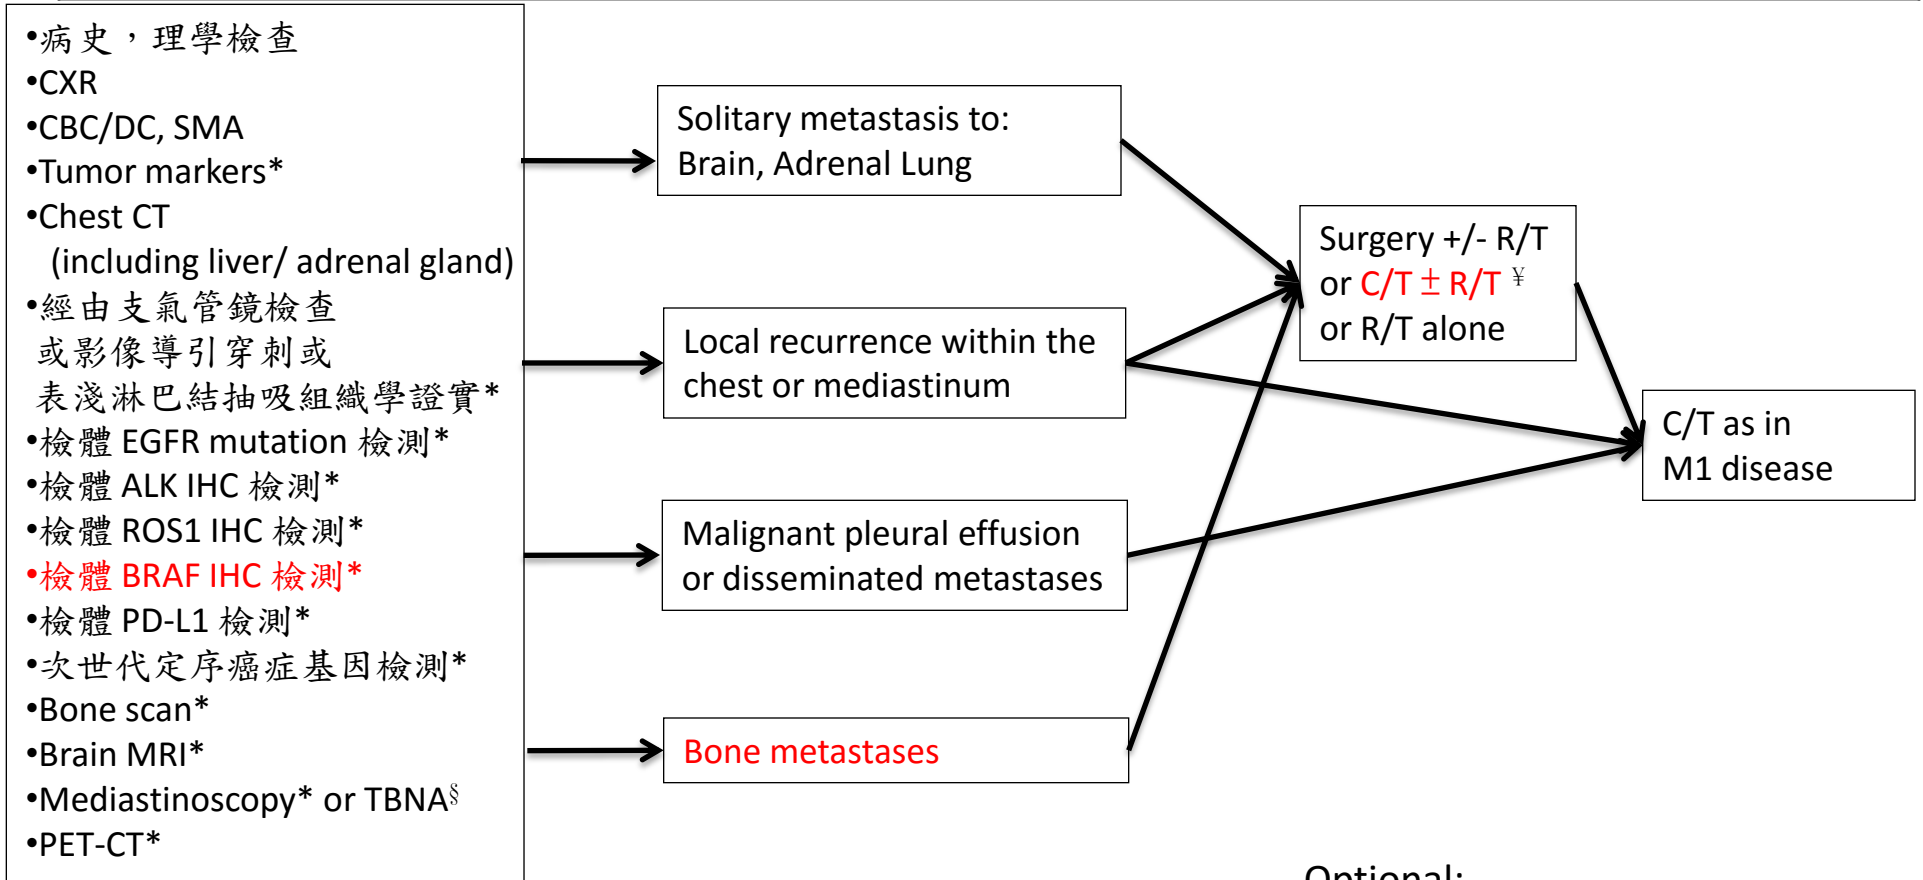 •病史，理學檢查
•CXR
•CBC/DC, SMA
•Tumor markers*
•Chest CT
(including liver/ adrenal gland)
•經由支氣管鏡檢查
或影像導引穿刺或
表淺淋巴結抽吸組織學證實*
•檢體 EGFR mutation 檢測*
•檢體 ALK IHC 檢測*
•檢體 ROS1 IHC 檢測*
•檢體 BRAF IHC 檢測*
•檢體 PD-L1 檢測*
•次世代定序癌症基因檢測*
•Bone scan*
•Brain MRI*
•Mediastinoscopy* or TBNA§
•PET-CT*
Solitary metastasis to:
Brain, Adrenal Lung
Local recurrence within the
chest or mediastinum
Malignant pleural effusion
or disseminated metastases
Bone metastases
Surgery +/- R/T
or C/T ± R/T ¥
or R/T alone
C/T as in
M1 disease
Optional: